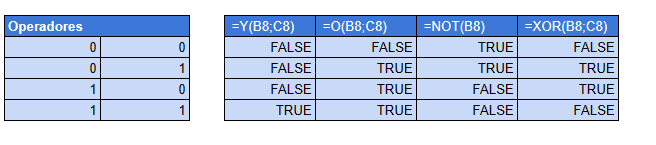 Operadores =Y(B8;C8) =O(B8;C8) =NOT(B8) =XOR(B8;C8)
0 0 FALSE FALSE TRUE FALSE
0 1 FALSE TRUE TRUE TRUE
1 0 FALSE TRUE FALSE TRUE
1 1 TRUE TRUE FALSE FALSE